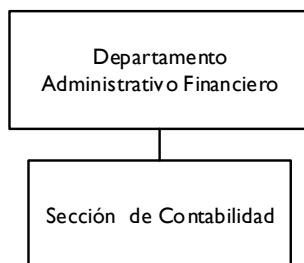 Departamento
Administrativo Financiero
Sección de Contabilidad